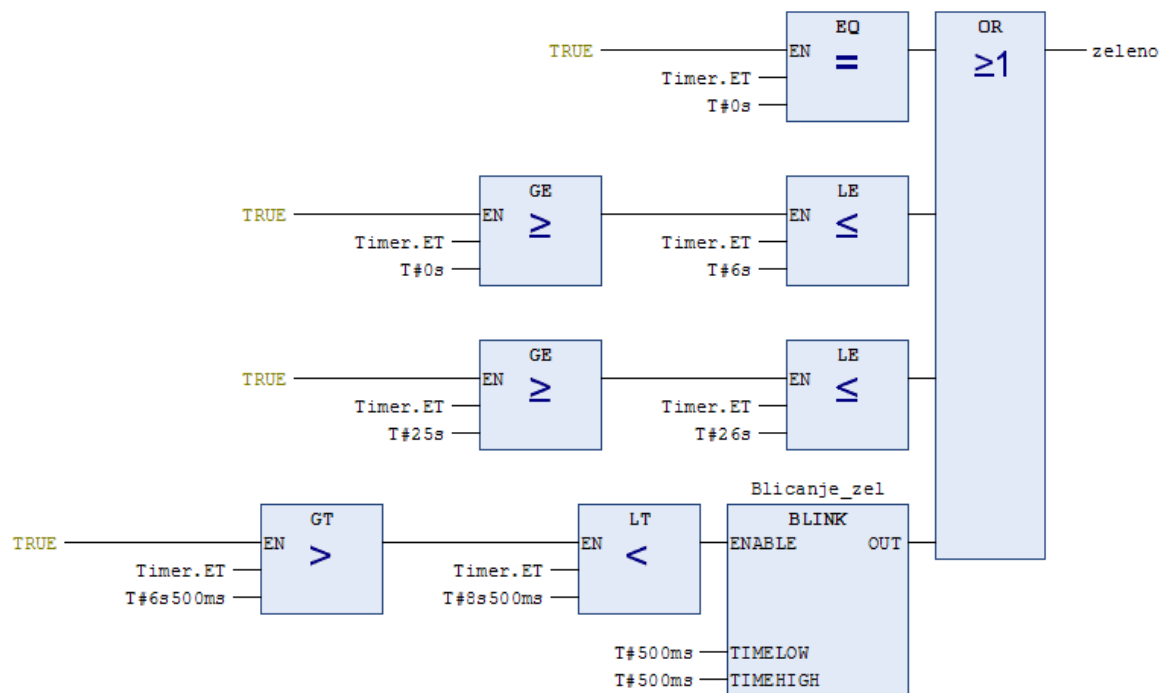 EQ
OR
TRUE
EN
=
≥1
zeleno
Timer.ET
T#0s
GE
LE
TRUE
EN
≥
EN
≤
Timer.ET
Timer.ET
T#0s
T#6s
GE
LE
TRUE
EN
≥
EN
≤
Timer.ET
Timer.ET
T#25s
T#26s
Blicanje_zel
GT
LT
BLINK
TRUE
EN
>
EN
<
ENABLE
OUT
Timer.ET
Timer.ET
T#6s500ms
T#8s500ms
T#500ms
TIMELOW
T#500ms
TIMEHIGH